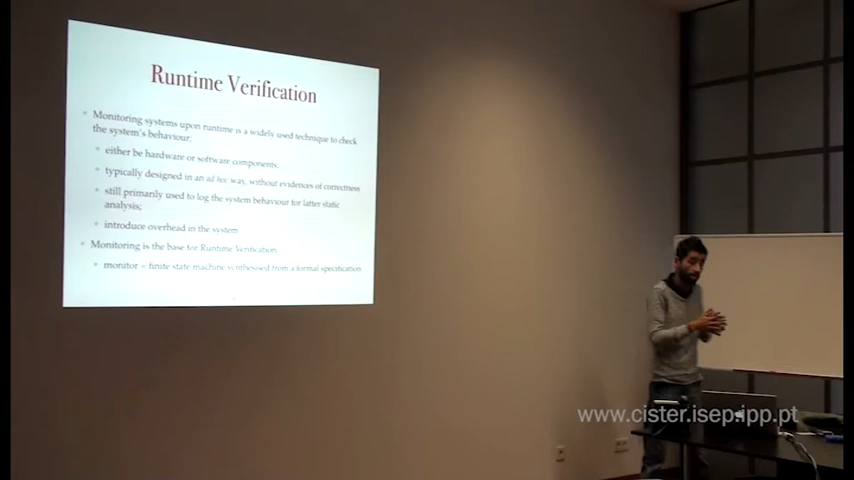 Runtime Verification
Monitoring systems upon runtime is a widely used technique to check
the system's behaviour:
either be hardware or software components;
typically designed in an ad hoc way, without evidences of correctness
still primarily used to log the system behaviour for latter static
analysis;
introduce overhead in the system
Monitoring is the base for Runtime Verification
monitor = finite state machine synthesised from a formal specification
www.cister.isep.ipp.pt